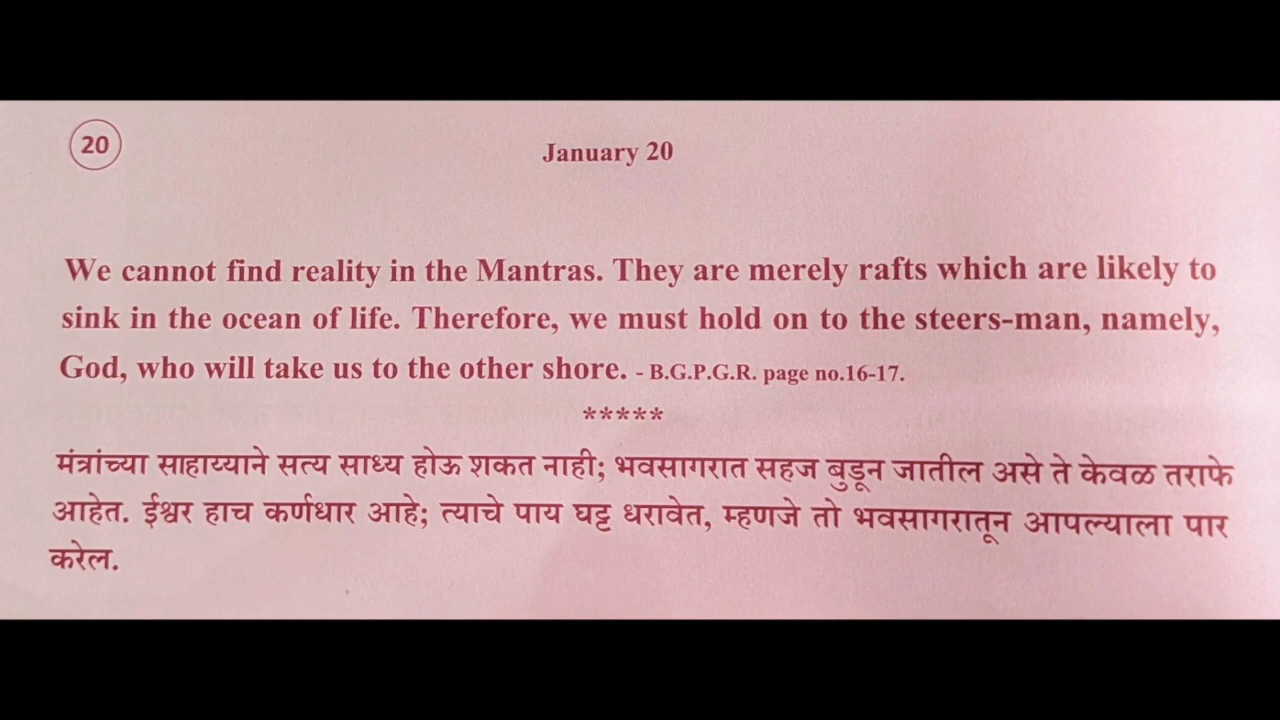 20
January 20
We cannot find reality in the Mantras. They are merely rafts which are likely to
sink in the ocean of life. Therefore, we must hold on to the steers-man, namely,
God, who will take us to the other shore. - B.G.P.G.R. page no.16-17.
*****
मंत्रांच्या साहाय्याने सत्य साध्य होऊ शकत नाही; भवसागरात सहज बुडून जातील असे ते केवळ तराफे
आहेत. ईश्वर हाच कर्णधार आहे; त्याचे पाय घट्ट धरावेत, म्हणजे तो भवसागरातून आपल्याला पार
करेल.